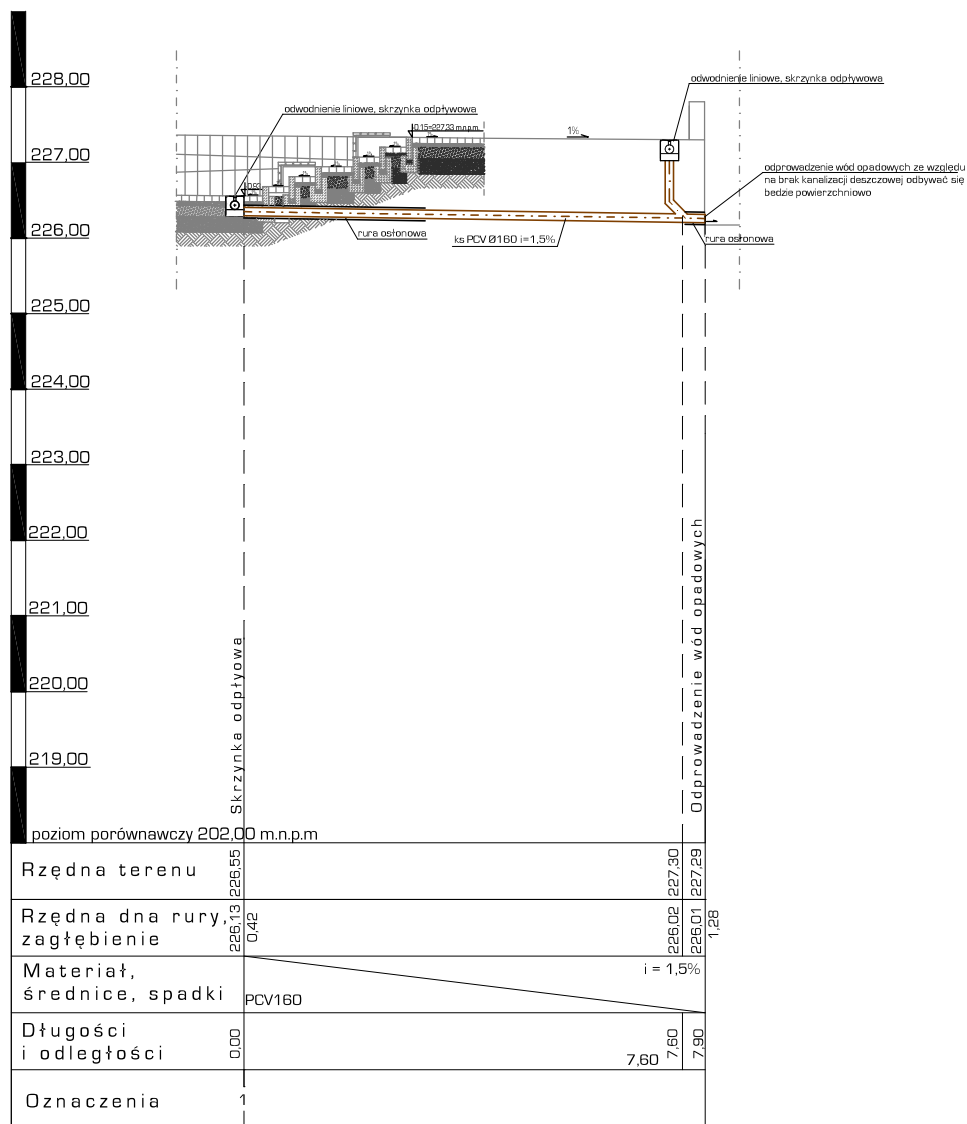 228,00
odwodnienie liniowe, skrzynka odpływowa
odwodnienie liniowe, skrzynka odpływowa
-0.15=227,33 m.n.p.m.
1%
227,00
odprowadzenie wód opadowych ze względu
na brak kanalizacji deszczowej odbywać się
bedzie powierzchniowo
226,00
rura osłonowa
ks PCV Ø160 i=1,5%
rura osłonowa
225,00
224,00
223,00
222,00
221,00
220,00
219,00
Skrzynka odpływowa
Odprowadzenie wód opadowych
poziom porównawczy 202,00 m.n.p.m
Rzędna terenu
226,55
227,30
227,29
Rzędna dna rury,
zagłębienie
226,13
0,42
226,02
226,01
1,28
Materiał,
średnice, spadki
PCV160
i = 1,5%
Długości
i odległości
0,00
7,60
7,60
7,90
Oznaczenia
1